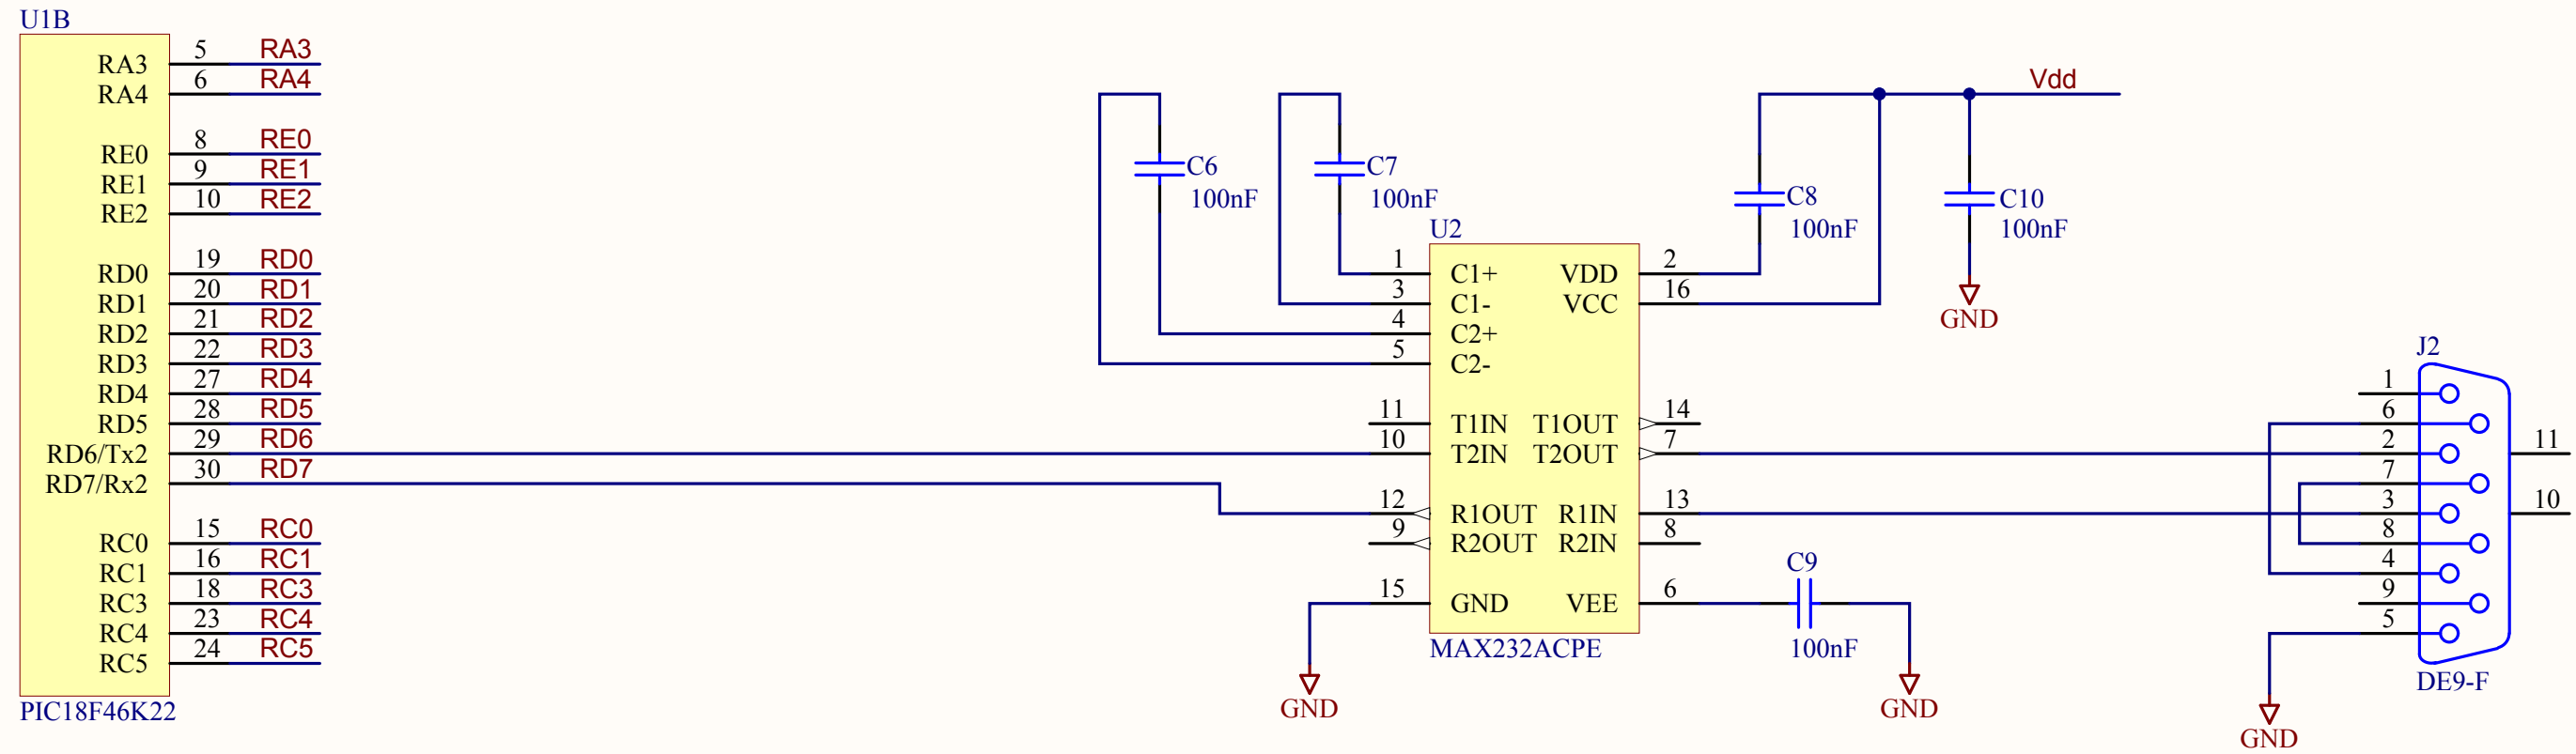 U1B
RA3 5 RA3
RA4 6 RA4
RE0 8 RE0
RE1 9 RE1
RE2 10 RE2
RD0 19 RD0
RD1 20 RD1
RD2 21 RD2
RD3 22 RD3
RD4 27 RD4
RD5 28 RD5
RD6/Tx2 29 RD6
RD7/Rx2 30 RD7
RC0 15 RC0
RC1 16 RC1
RC3 18 RC3
RC4 23 RC4
RC5 24 RC5
PIC18F46K22
C6
100nF
C7
100nF
U2
1 C1+ VDD 2
3 C1- VCC 16
4 C2+
5 C2-
11 T1IN T1OUT 14
10 T2IN T2OUT 7
12 R1OUT R1IN 13
9 R2OUT R2IN 8
15 GND VEE 6
MAX232ACPE
GND
Vdd
C8
100nF
C10
100nF
GND
C9
100nF
GND
J2
1
6
2
7
3
8
4
9
5
11
10
DE9-F
GND